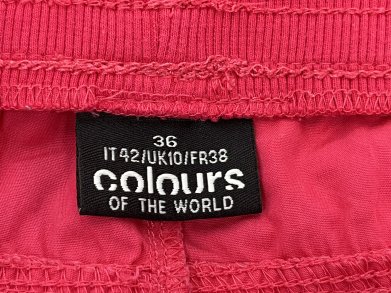 36
IT42/UK10/FR38
colours
OF THE WORLD